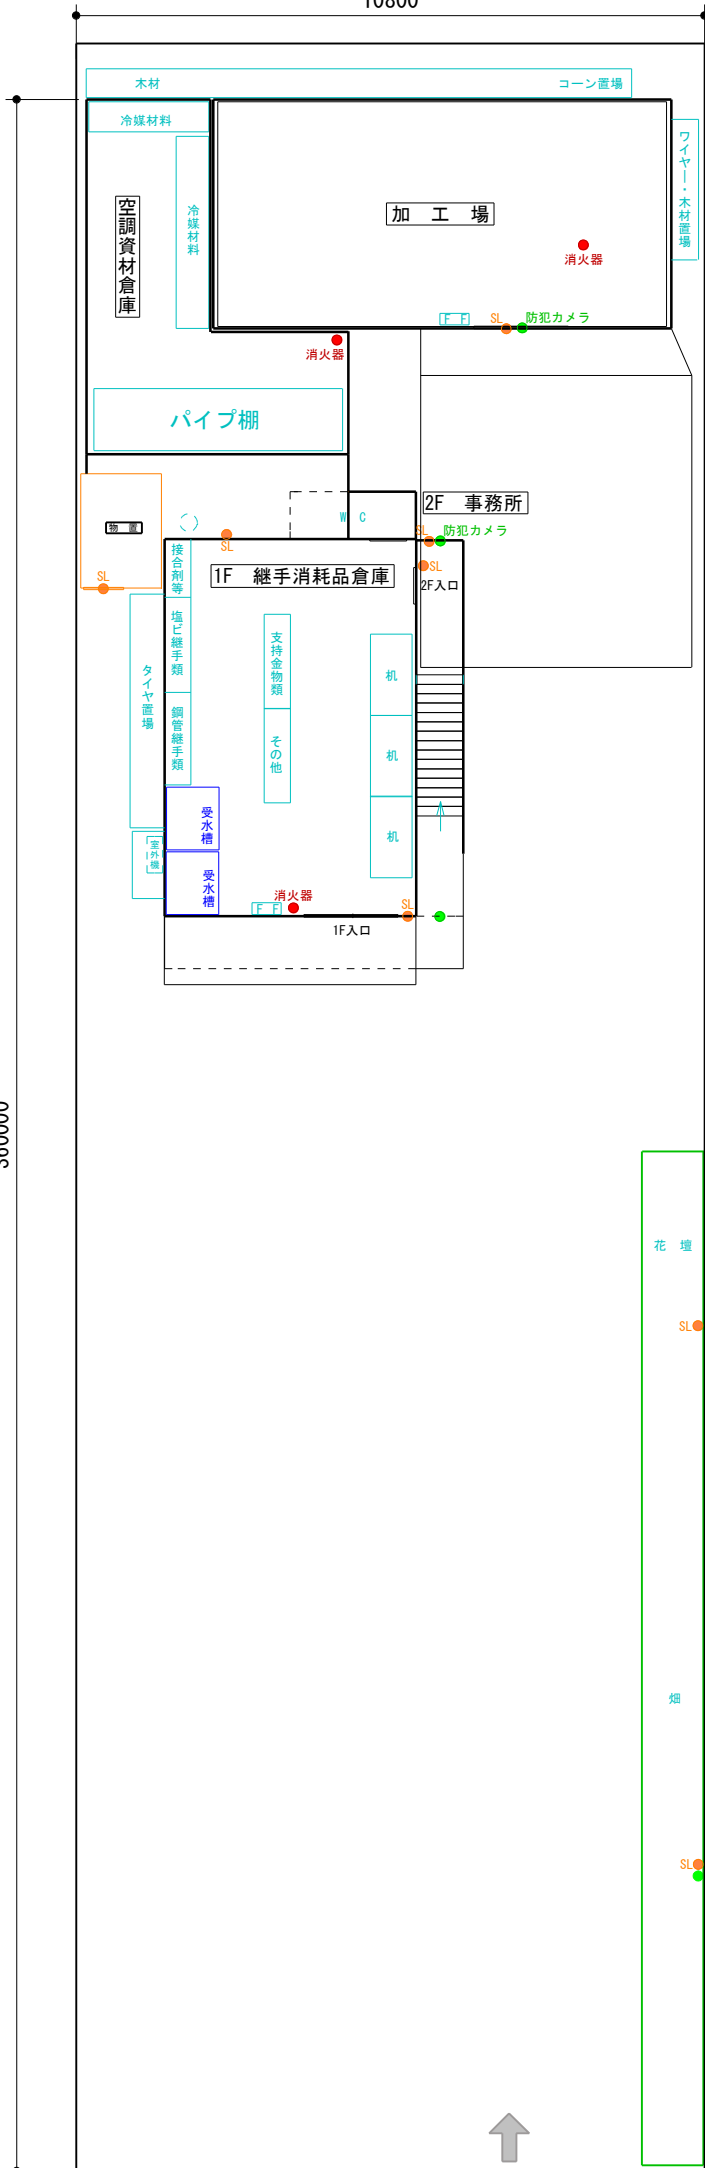 10800
木材
コーン置場
冷媒材料
ワイヤー・木材置場
冷媒材料
空調資材倉庫
加 工 場
消火器
F F
SL
防犯カメラ
消火器
パイプ棚
2F 事務所
W C
物 置
SL
SL
防犯カメラ
SL
接合剤等
1F 継手消耗品倉庫
SL
2F入口
塩ビ継手類
支持金物類
タイヤ置場
机
鋼管継手類
その他
机
受水槽
机
室外機
受水槽
消火器
F F
SL
1F入口
花 壇
SL
畑
SL